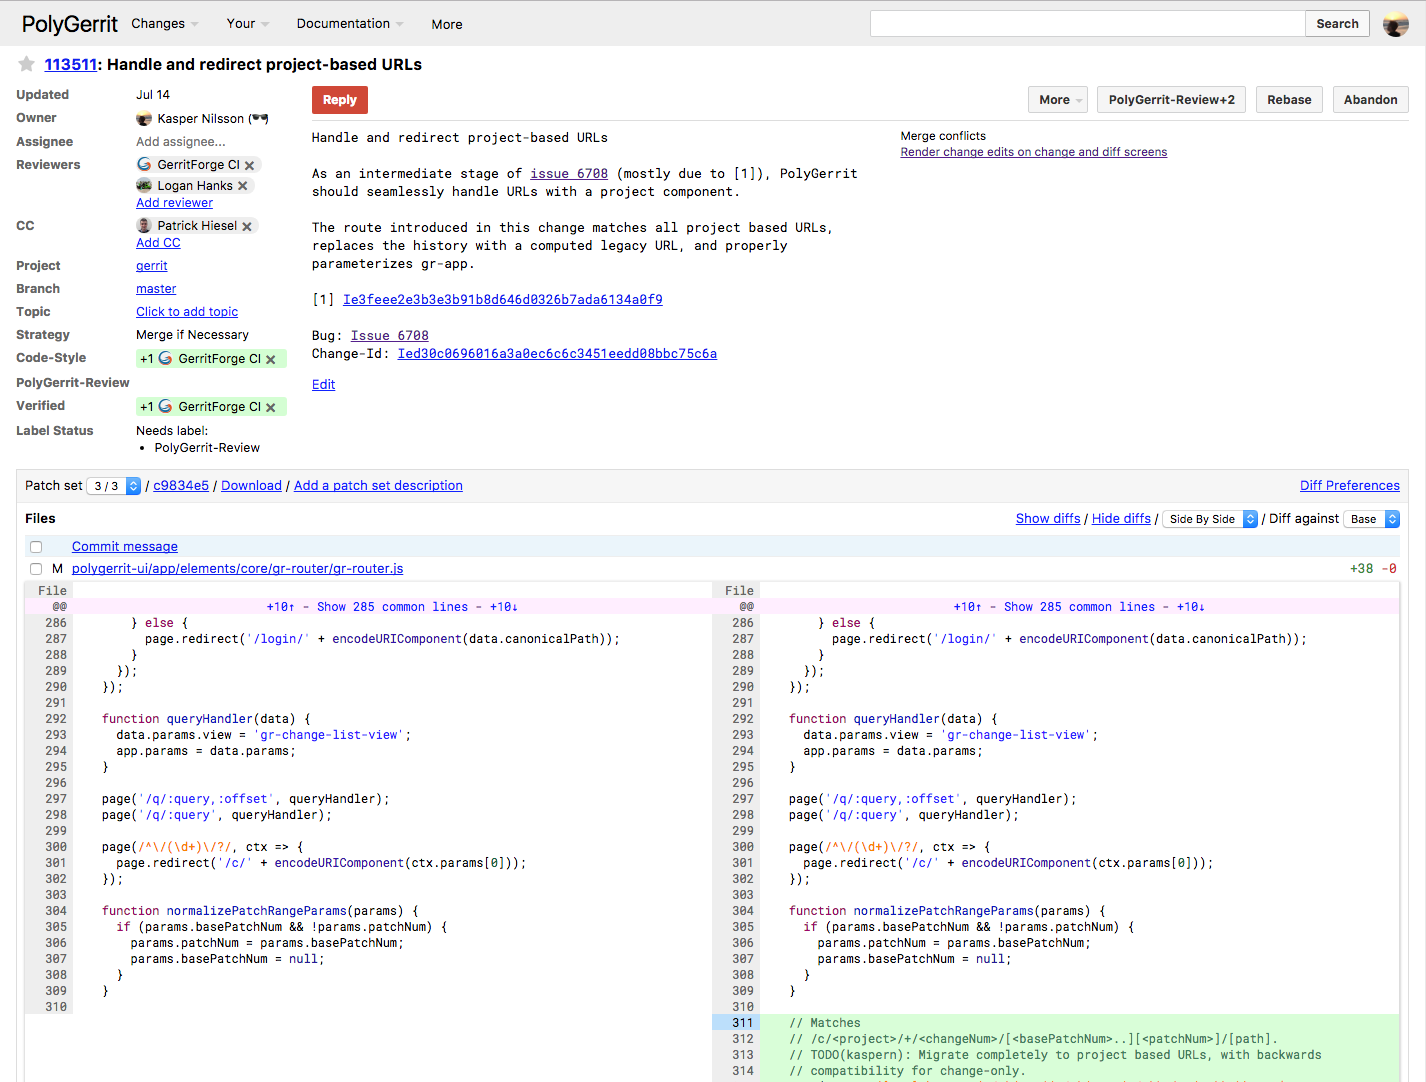 PolyGerrit Changes Your Documentation More Search
113511: Handle and redirect project-based URLs
Updated Jul 14
Owner Kasper Nilsson (🕶)
Assignee Add assignee...
Reviewers GerritForge CI
Logan Hanks
Add reviewer
CC Patrick Hiesel
Add CC
Project gerrit
Branch master
Topic Click to add topic
Strategy Merge if Necessary
Code-Style +1 GerritForge CI
PolyGerrit-Review
Verified +1 GerritForge CI
Label Status Needs label:
• PolyGerrit-Review
Reply More PolyGerrit-Review+2 Rebase Abandon
Handle and redirect project-based URLs
As an intermediate stage of issue 6708 (mostly due to [1]), PolyGerrit
should seamlessly handle URLs with a project component.
The route introduced in this change matches all project based URLs,
replaces the history with a computed legacy URL, and properly
parameterizes gr-app.
[1] Ie3feee2e3b3e3b91b8d646d0326b7ada6134a0f9
Bug: Issue 6708
Change-Id: Ied30c0696016a3a0ec6c6c3451eedd08bbc75c6a
Edit
Merge conflicts
Render change edits on change and diff screens
Patch set 3 / 3 / c9834e5 / Download / Add a patch set description Diff Preferences
Files Show diffs / Hide diffs / Side By Side / Diff against Base
Commit message
M polygerrit-ui/app/elements/core/gr-router/gr-router.js +38 -0
File
@@ +10↑ - Show 285 common lines - +10↓
286 } else {
287 page.redirect('/login/' + encodeURIComponent(data.canonicalPath));
288 }
289 });
290 });
291
292 function queryHandler(data) {
293 data.params.view = 'gr-change-list-view';
294 app.params = data.params;
295 }
296
297 page('/q/:query,:offset', queryHandler);
298 page('/q/:query', queryHandler);
299
300 page(/^\/(\d+)\/?/, ctx => {
301 page.redirect('/c/' + encodeURIComponent(ctx.params[0]));
302 });
303
304 function normalizePatchRangeParams(params) {
305 if (params.basePatchNum && !params.patchNum) {
306 params.patchNum = params.basePatchNum;
307 params.basePatchNum = null;
308 }
309 }
310
File
@@ +10↑ - Show 285 common lines - +10↓
286 } else {
287 page.redirect('/login/' + encodeURIComponent(data.canonicalPath));
288 }
289 });
290 });
291
292 function queryHandler(data) {
293 data.params.view = 'gr-change-list-view';
294 app.params = data.params;
295 }
296
297 page('/q/:query,:offset', queryHandler);
298 page('/q/:query', queryHandler);
299
300 page(/^\/(\d+)\/?/, ctx => {
301 page.redirect('/c/' + encodeURIComponent(ctx.params[0]));
302 });
303
304 function normalizePatchRangeParams(params) {
305 if (params.basePatchNum && !params.patchNum) {
306 params.patchNum = params.basePatchNum;
307 params.basePatchNum = null;
308 }
309 }
310
311 // Matches
312 // /c/<project>/+/<changeNum>/[<basePatchNum>..][<patchNum>]/[path].
313 // TODO(kaspern): Migrate completely to project based URLs, with backwards
314 // compatibility for change-only.